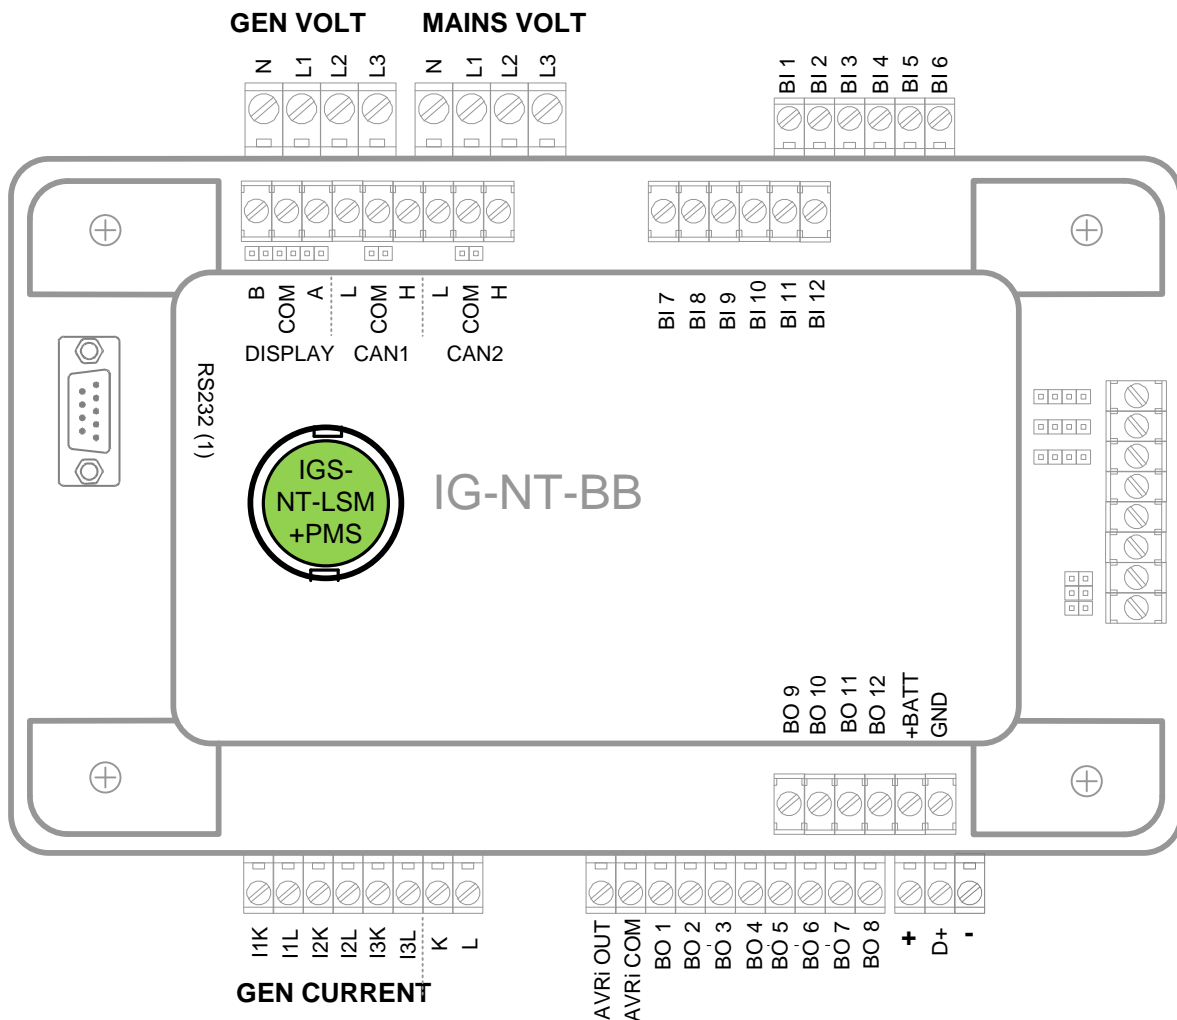 GEN VOLT MAINS VOLT
N L1 L2 L3 N L1 L2 L3
BI 1 BI 2 BI 3 BI 4 BI 5 BI 6
B COM A L COM H L COM H
DISPLAY CAN1 CAN2
BI 7 BI 8 BI 9 BI 10 BI 11 BI 12
RS232 (1)
IGS-
NT-LSM
+PMS
IG-NT-BB
BO 9 BO 10 BO 11 BO 12 +BATT GND
I1K I1L I2K I2L I3K I3L K L
GEN CURRENT
AVRi OUT AVRi COM BO 1 BO 2 BO 3 BO 4 BO 5 BO 6 BO 7 BO 8
+ D+ -